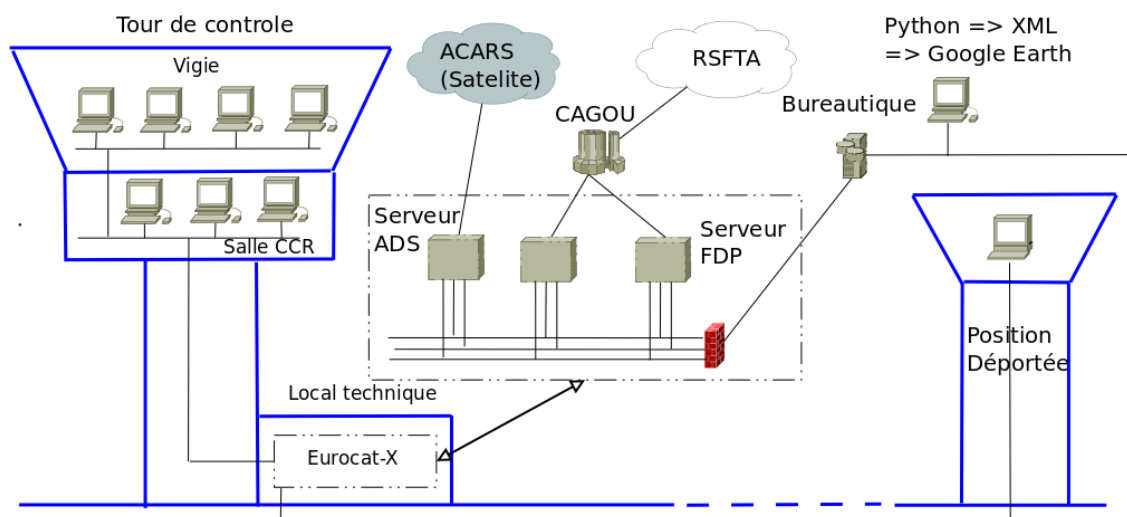 Tour de controle
Vigie
Salle CCR
ACARS
(Satelite)
RSFTA
CAGOU
Python => XML
=> Google Earth
Bureautique
Serveur
ADS
Serveur
FDP
Position
Déportée
Local technique
Eurocat-X